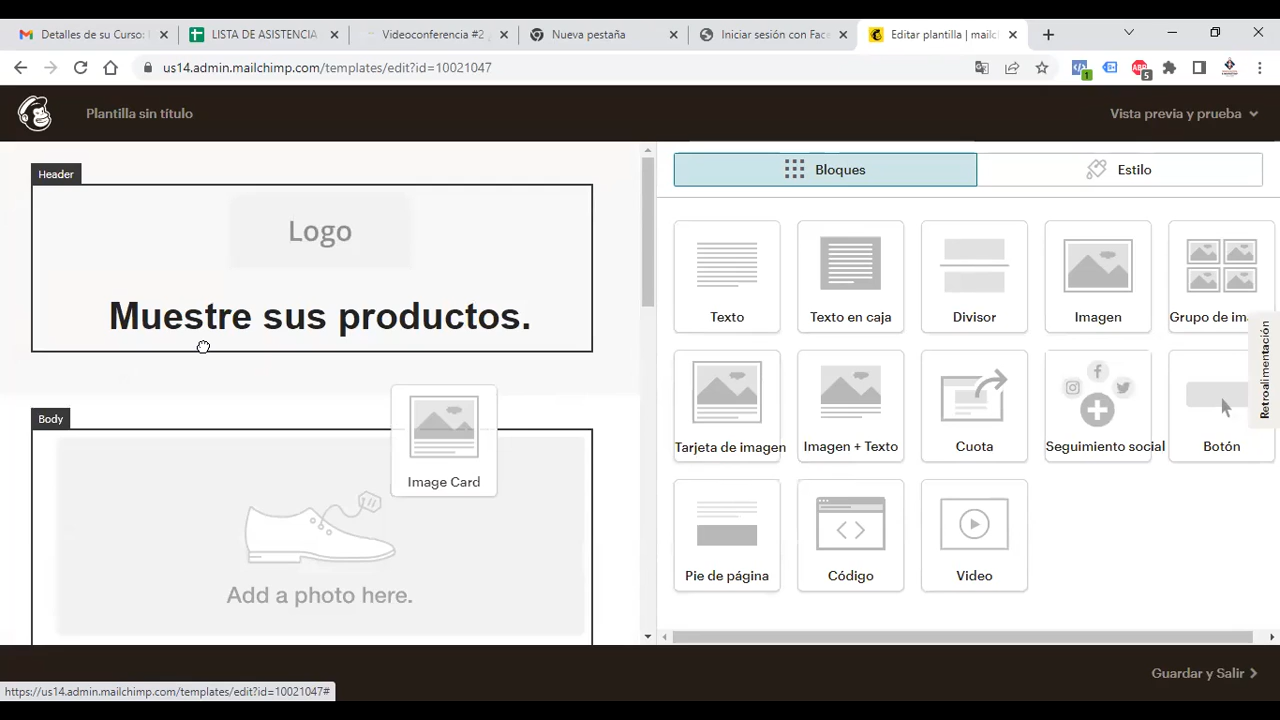 Detalles de su Curso:
LISTA DE ASISTENCIA
Videoconferencia #2
Nueva pestaña
Iniciar sesión con Face
Editar plantilla | mailc
us14.admin.mailchimp.com/templates/edit?id=10021047
1
ABP
5
Plantilla sin título
Vista previa y prueba
Header
Logo
Muestre sus productos.
Body
Image Card
Add a photo here.
Bloques
Estilo
Texto
Texto en caja
Divisor
Imagen
Grupo de im
Retroalimentación
Tarjeta de imagen
Imagen + Texto
Cuota
Seguimiento social
Botón
Pie de página
Código
Video
Guardar y Salir
https://us14.admin.mailchimp.com/templates/edit?id=10021047#